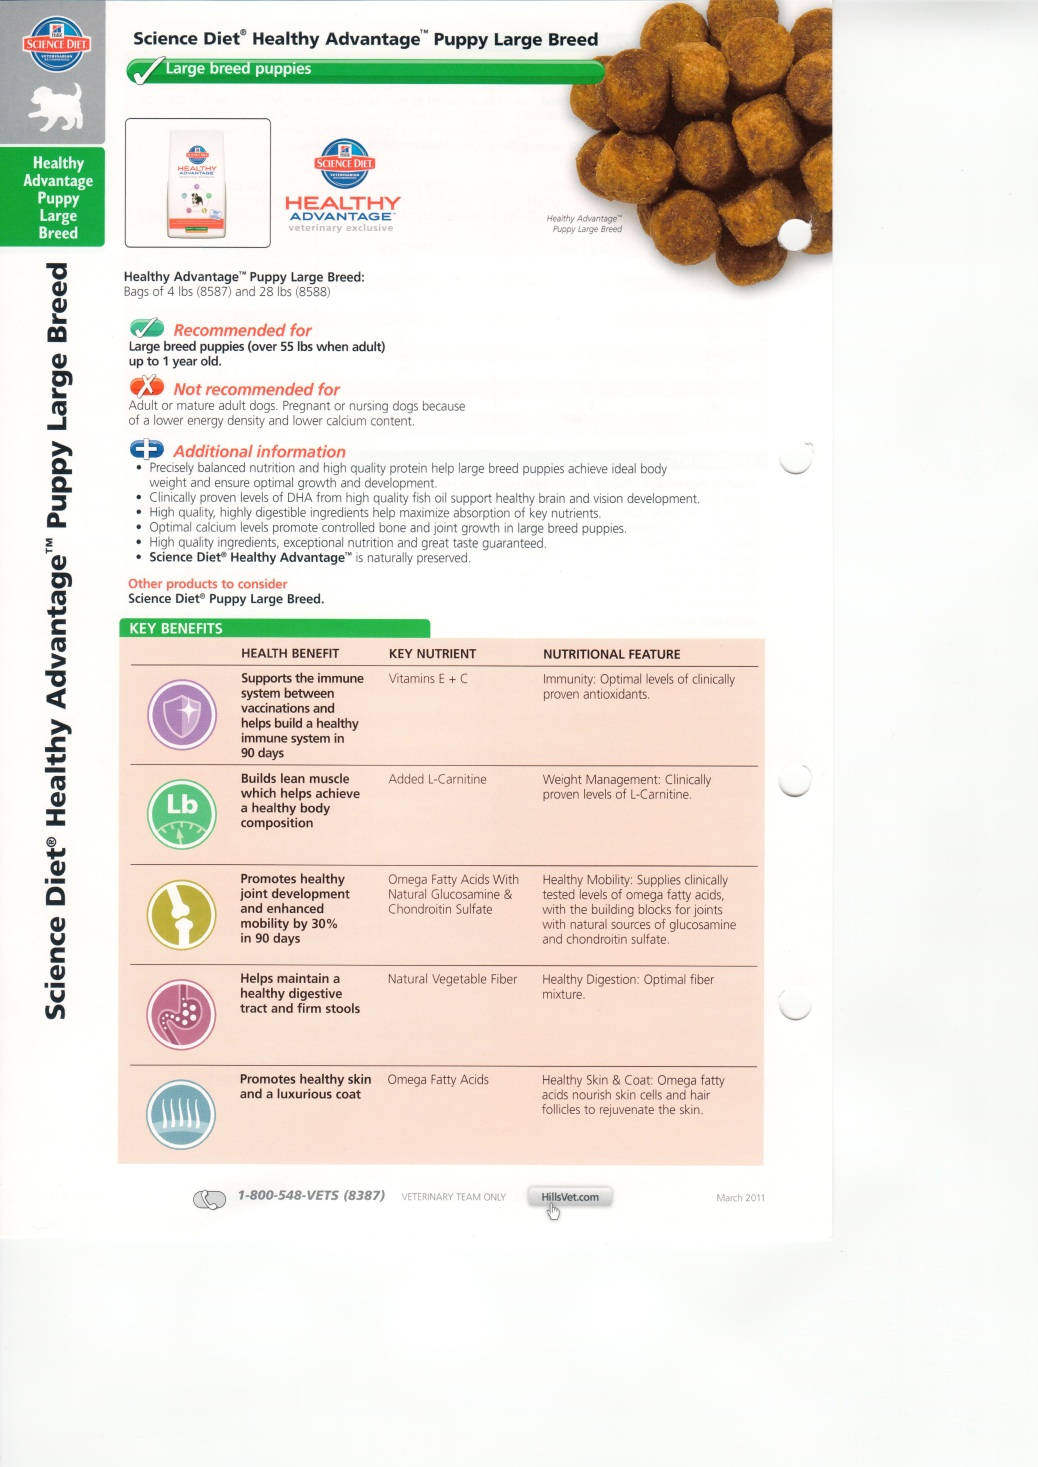 Hill's
SCIENCE DIET
VETERINARIAN
RECOMMENDED
Healthy
Advantage
Puppy
Large
Breed
Science Diet® Healthy Advantage™ Puppy Large Breed
Science Diet® Healthy Advantage™ Puppy Large Breed
Large breed puppies
SCIENCE DIET
HEALTHY
ADVANTAGE
Hill's
SCIENCE DIET
VETERINARIAN
HEALTHY
ADVANTAGE™
veterinary exclusive
Healthy Advantage™
Puppy Large Breed
Healthy Advantage™ Puppy Large Breed:
Bags of 4 lbs (8587) and 28 lbs (8588)
Recommended for
Large breed puppies (over 55 lbs when adult)
up to 1 year old.
Not recommended for
Adult or mature adult dogs. Pregnant or nursing dogs because
of a lower energy density and lower calcium content.
Additional information
• Precisely balanced nutrition and high quality protein help large breed puppies achieve ideal body
weight and ensure optimal growth and development.
• Clinically proven levels of DHA from high quality fish oil support healthy brain and vision development.
• High quality, highly digestible ingredients help maximize absorption of key nutrients.
• Optimal calcium levels promote controlled bone and joint growth in large breed puppies.
• High quality ingredients, exceptional nutrition and great taste guaranteed.
• Science Diet® Healthy Advantage™ is naturally preserved.
Other products to consider
Science Diet® Puppy Large Breed.
KEY BENEFITS
HEALTH BENEFIT KEY NUTRIENT NUTRITIONAL FEATURE
Supports the immune Vitamins E + C Immunity: Optimal levels of clinically
system between proven antioxidants.
vaccinations and
helps build a healthy
immune system in
90 days
Lb
Builds lean muscle Added L-Carnitine Weight Management: Clinically
which helps achieve proven levels of L-Carnitine.
a healthy body
composition
Promotes healthy Omega Fatty Acids With Healthy Mobility: Supplies clinically
joint development Natural Glucosamine & tested levels of omega fatty acids,
and enhanced Chondroitin Sulfate with the building blocks for joints
mobility by 30% with natural sources of glucosamine
in 90 days and chondroitin sulfate.
Helps maintain a Natural Vegetable Fiber Healthy Digestion: Optimal fiber
healthy digestive mixture.
tract and firm stools
Promotes healthy skin Omega Fatty Acids Healthy Skin & Coat: Omega fatty
and a luxurious coat acids nourish skin cells and hair
follicles to rejuvenate the skin.
1-800-548-VETS (8387) VETERINARY TEAM ONLY HillsVet.com March 2011